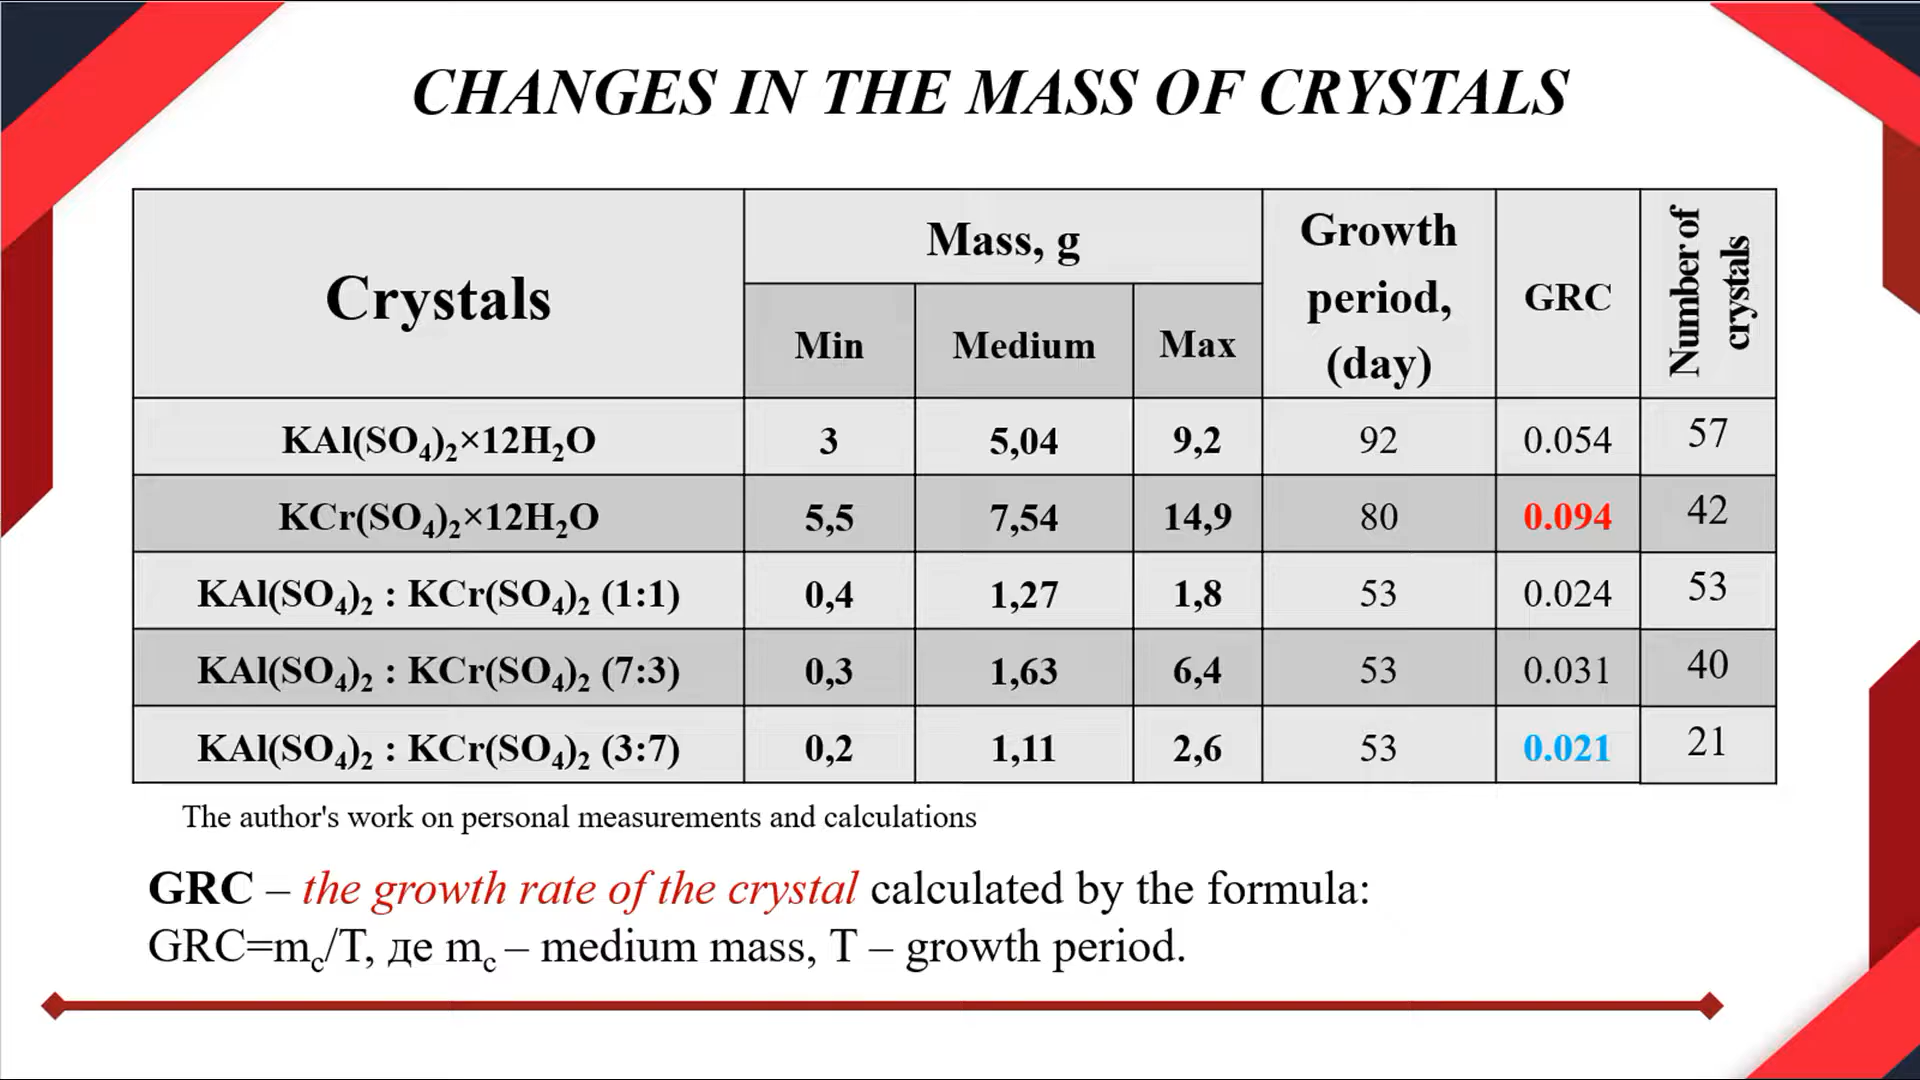 CHANGES IN THE MASS OF CRYSTALS
Crystals
Mass, g
Min
Medium
Max
Growth
period,
(day)
GRC
Number of
crystals
KAl(SO₄)₂×12H₂O 3 5,04 9,2 92 0.054 57
KCr(SO₄)₂×12H₂O 5,5 7,54 14,9 80 0.094 42
KAl(SO₄)₂ : KCr(SO₄)₂ (1:1) 0,4 1,27 1,8 53 0.024 53
KAl(SO₄)₂ : KCr(SO₄)₂ (7:3) 0,3 1,63 6,4 53 0.031 40
KAl(SO₄)₂ : KCr(SO₄)₂ (3:7) 0,2 1,11 2,6 53 0.021 21
The author's work on personal measurements and calculations
GRC – the growth rate of the crystal calculated by the formula:
GRC=m_c/T, де m_c – medium mass, T – growth period.